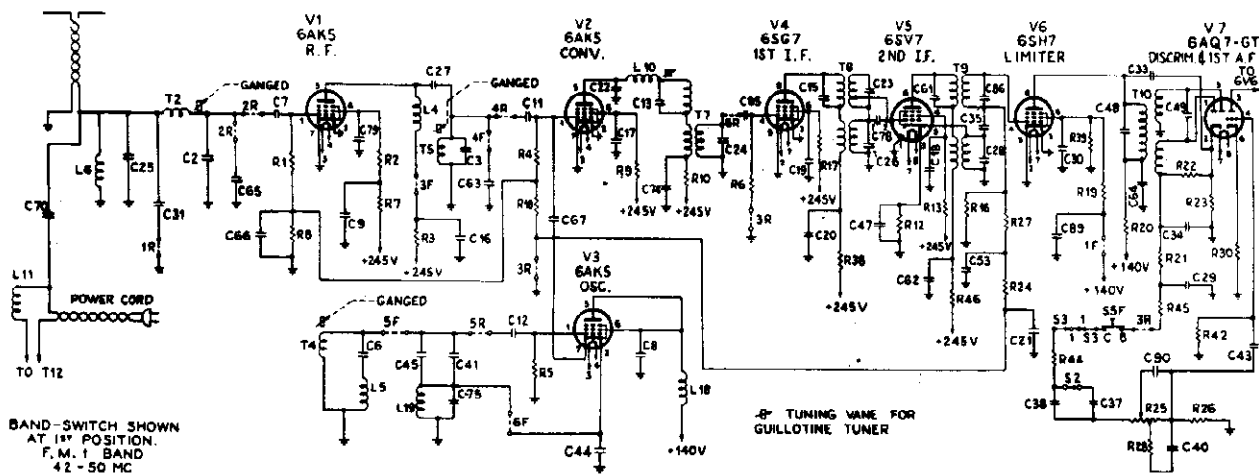 V1
6AK5
R.F.
V2
6AK5
CONV.
V4
6SG7
1ST I.F.
V5
6SV7
2ND I.F.
V6
6SH7
LIMITER
V7
6AQ7-GT
DISCRIM. & 1ST A.F
TO
6V6
T2
GANGED
2R
C7
2R
C27
L4
GANGED
4R
C11
C22
L10
C13
T7
C85
6R
C15
T8
C23
C61
T9
C86
C35
C33
C48
T10
C49
L6
C25
C2
C65
R1
C79
R2
T5
C3
4F
C63
R4
C17
R9
C24
C19
R17
C78
C26
C18
C28
C30
R39
C64
R22
C70
C31
1R
C66
R8
C9
R7
3F
R3
C16
R18
C67
R10
R6
3R
C20
C47
R12
R13
R16
R27
C89
R19
1F
R20
R23
C34
R21
C29
R30
+245V
+245V
+245V
+245V
+245V
+245V
+245V
R38
C62
R46
C53
R24
+140V
+140V
R45
L11
POWER CORD
TO T12
3R
V3
6AK5
OSC.
GANGED
T4
5F
5R
C12
C6
C45
C41
L5
L19
C75
6F
R5
C8
L18
C44
+140V
C21
S3
1
1
S3
C
6
S5F
3R
R44
S2
C38
C37
C90
R25
R26
R28
C40
R42
C43
TUNING VANE FOR
GUILLOTINE TUNER
BAND-SWITCH SHOWN
AT 1ST POSITION.
F.M. 1 BAND
42-50 MC